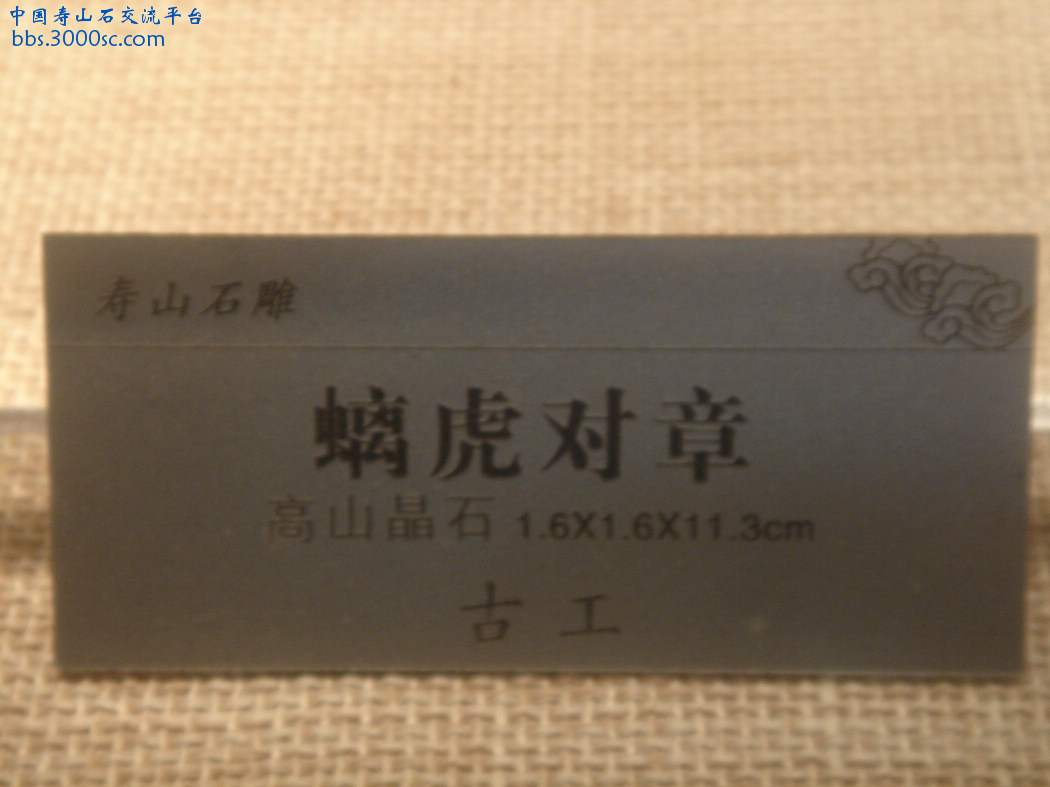 中国寿山石交流平台
bbs.3000sc.com
寿山石雕
螭虎对章
高山晶石 1.6X1.6X11.3cm
古工